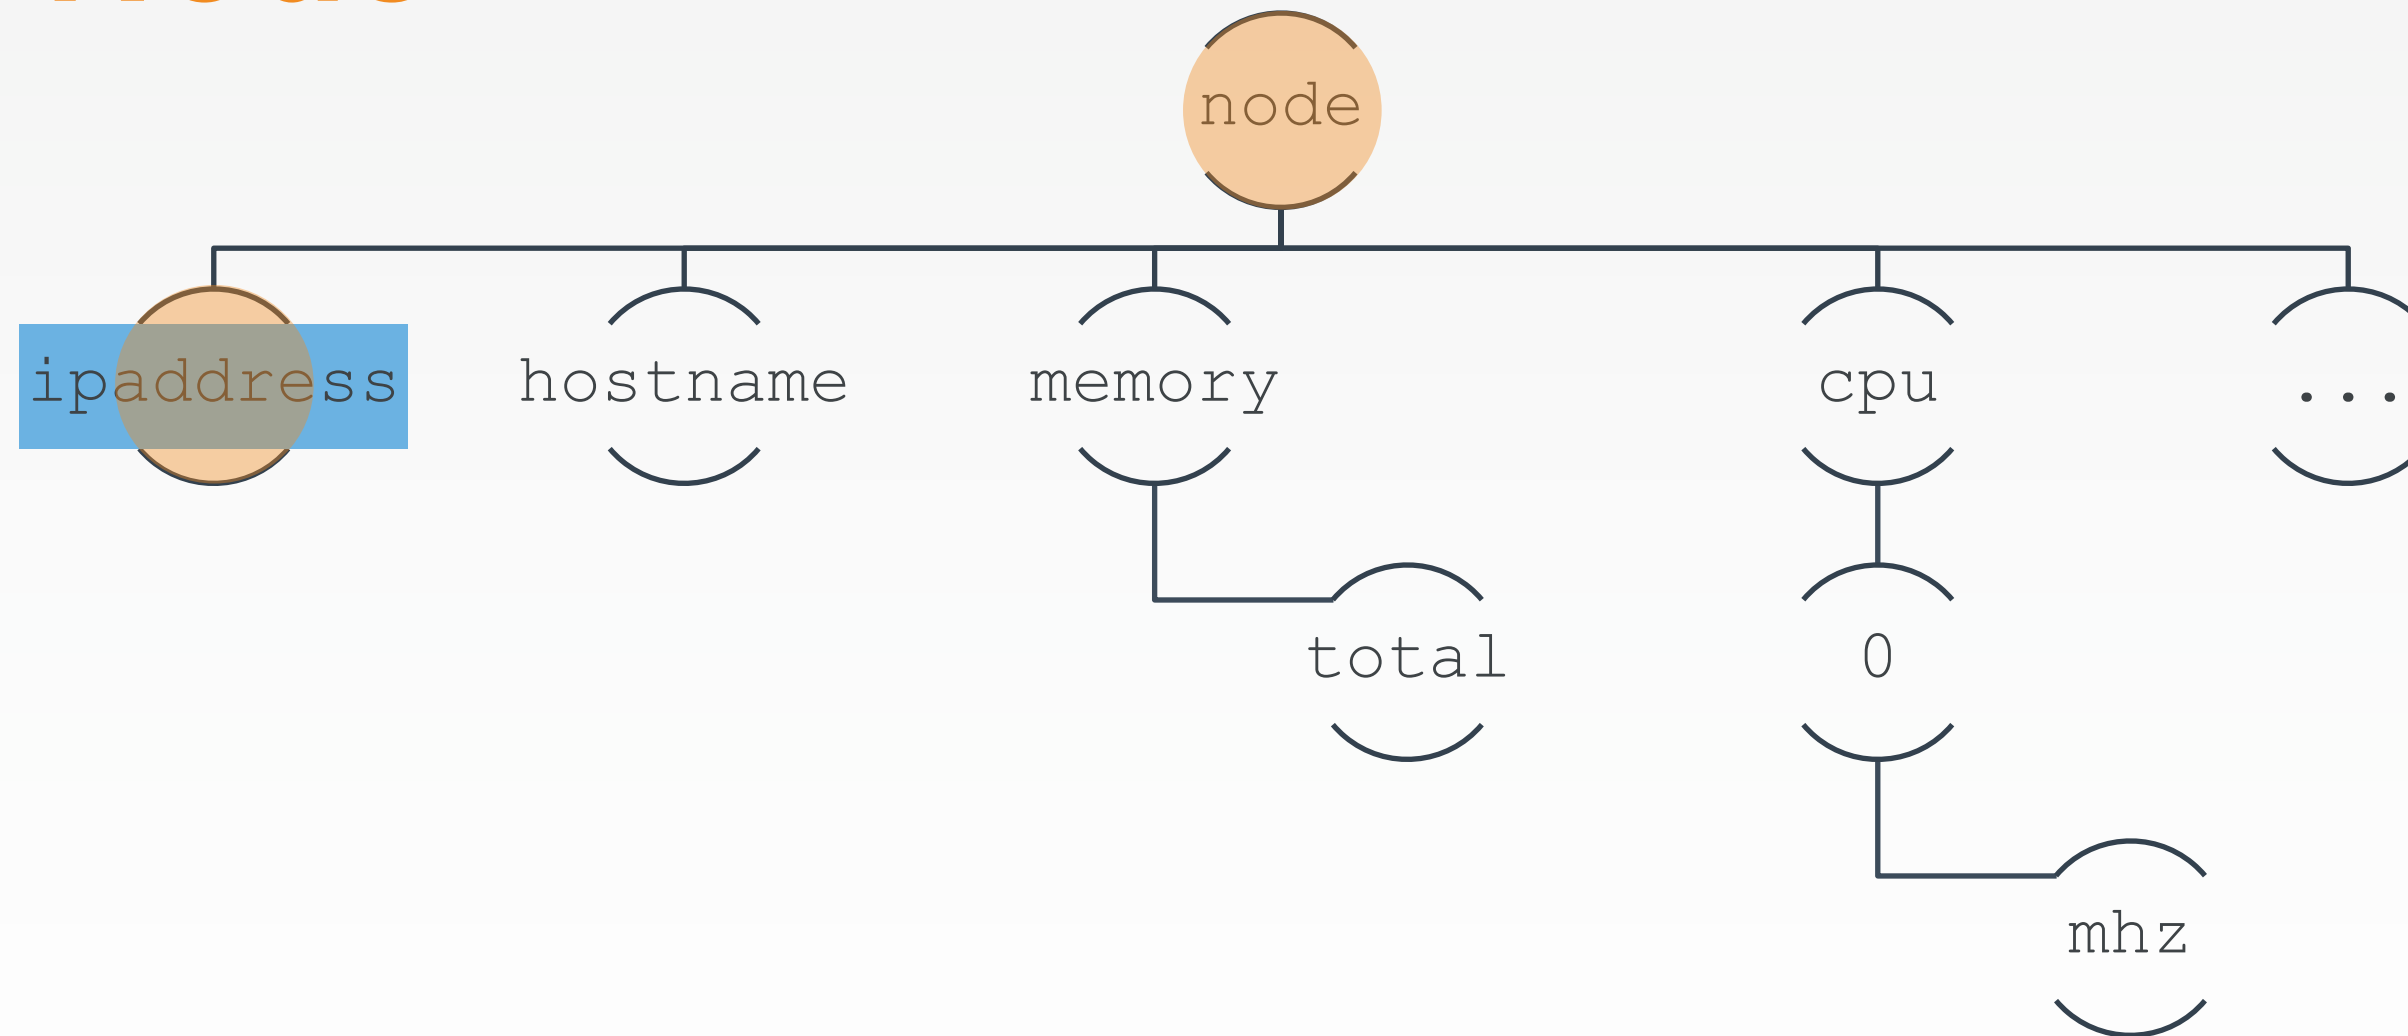 node
ipaddress hostname memory cpu ...
total 0
mhz